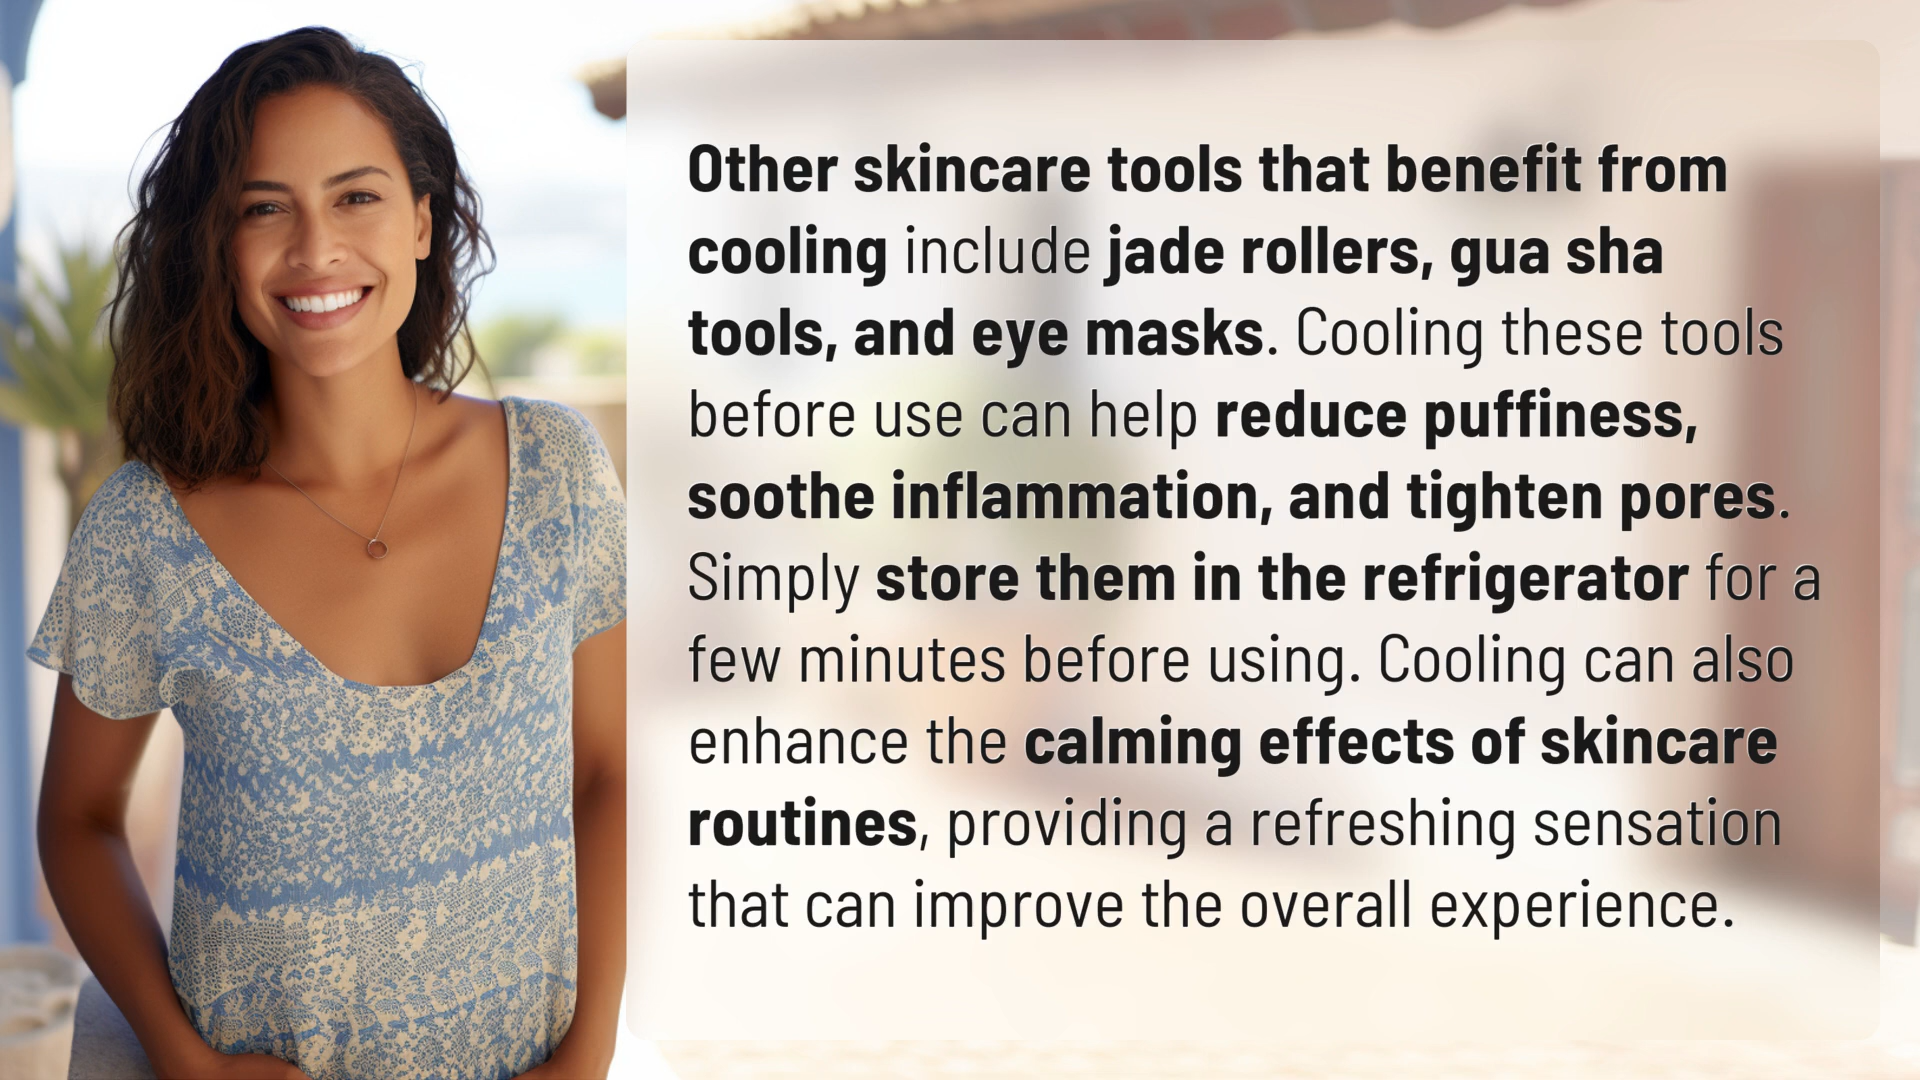 Other skincare tools that benefit from
cooling include jade rollers, gua sha
tools, and eye masks. Cooling these tools
before use can help reduce puffiness,
soothe inflammation, and tighten pores.
Simply store them in the refrigerator for a
few minutes before using. Cooling can also
enhance the calming effects of skincare
routines, providing a refreshing sensation
that can improve the overall experience.